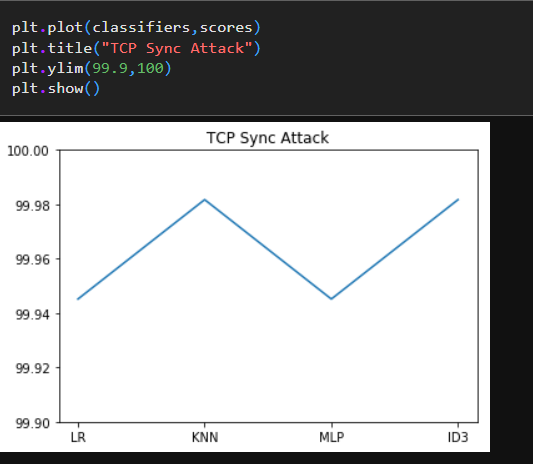 plt.plot(classifiers,scores)
plt.title("TCP Sync Attack")
plt.ylim(99.9,100)
plt.show()
TCP Sync Attack
100.00
99.98
99.96
99.94
99.92
99.90
LR KNN MLP ID3